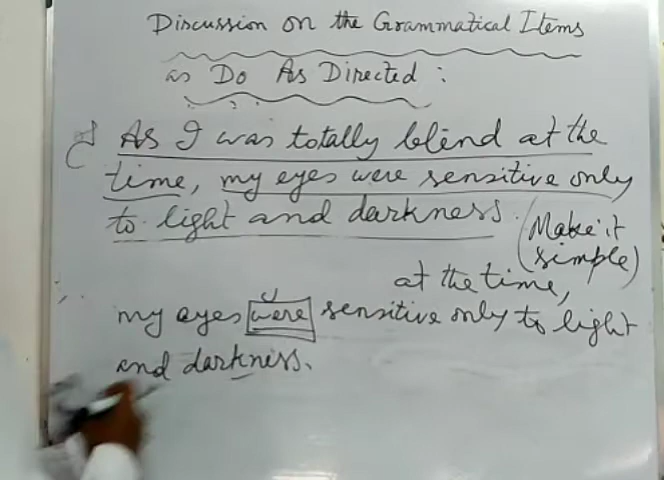 Discussion on the Grammatical Items
as Do As Directed :
As I was totally blind at the
time, my eyes were sensitive only
to light and darkness.
(Make it
simple)
at the time,
my eyes were sensitive only to light
and darkness.